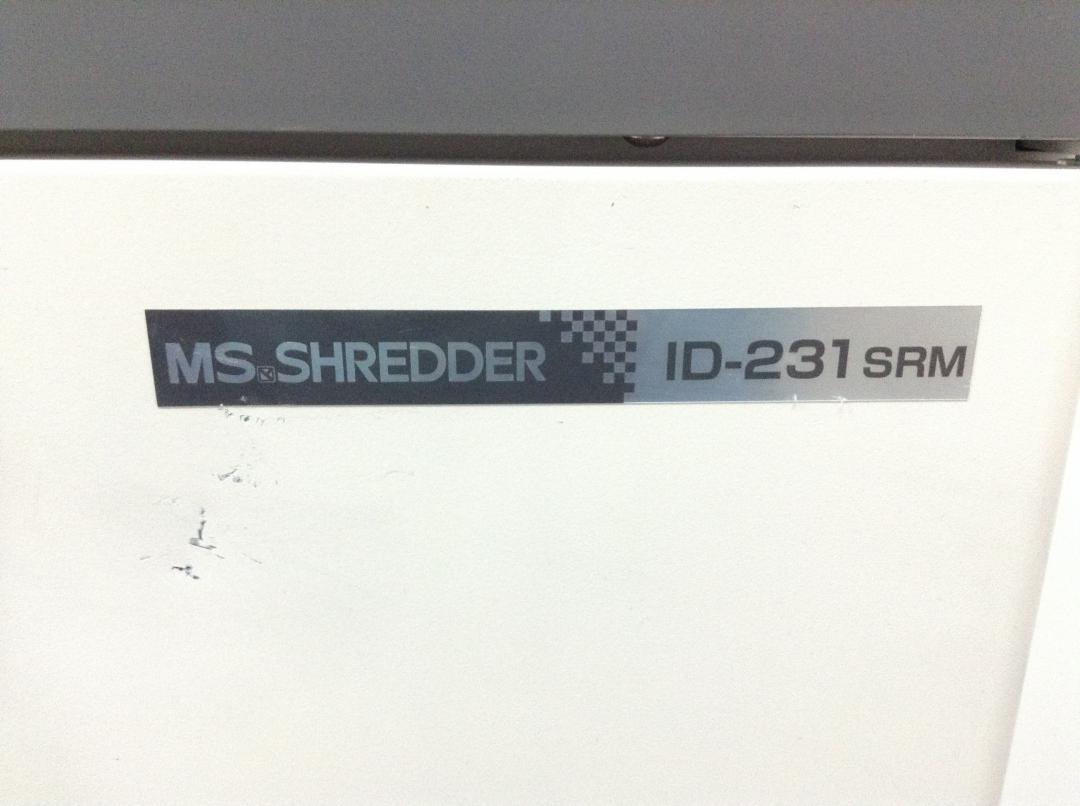 MS SHREDDER ID-231 SRM